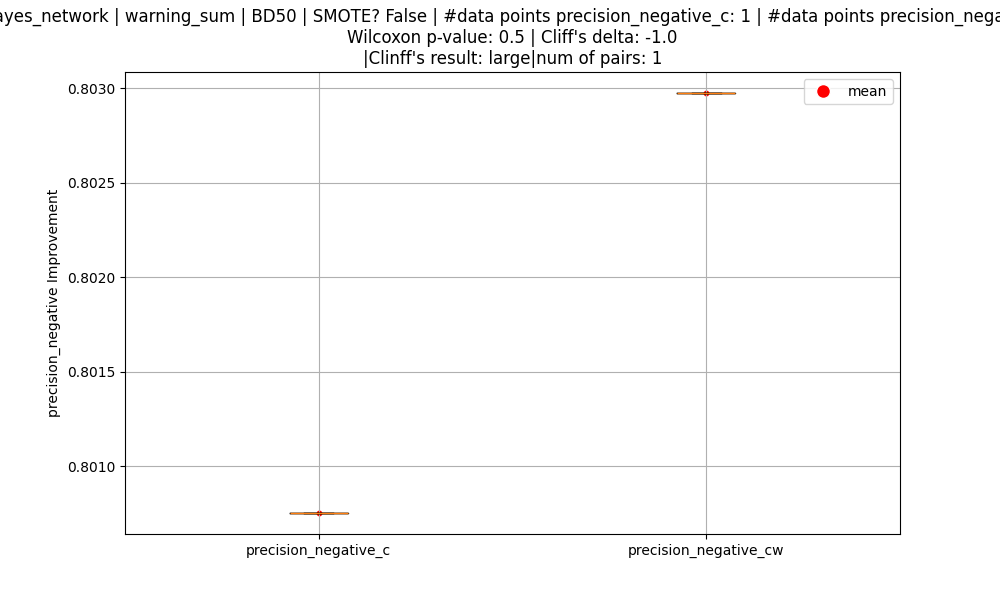 ayes_network | warning_sum | BD50 | SMOTE? False | #data points precision_negative_c: 1 | #data points precision_nega
Wilcoxon p-value: 0.5 | Cliff's delta: -1.0
|Clinff's result: large|num of pairs: 1
mean
0.8030
0.8025
0.8020
0.8015
0.8010
precision_negative Improvement
precision_negative_c
precision_negative_cw